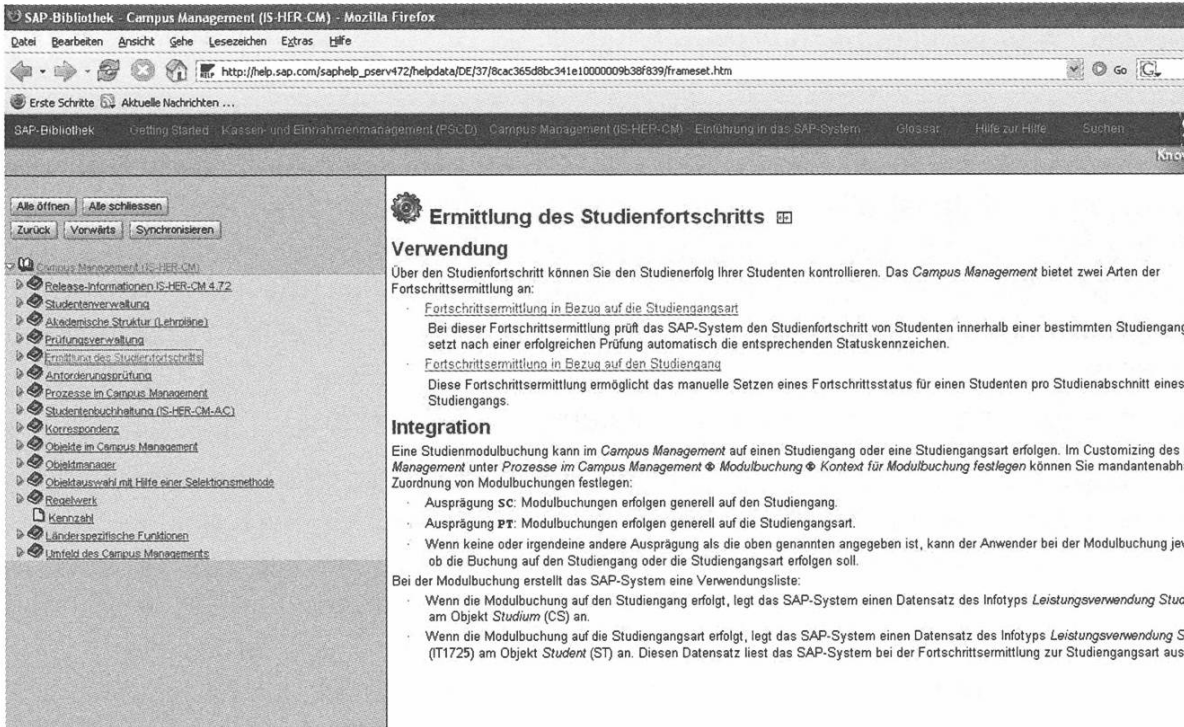 SAP-Bibliothek - Campus Management (IS-HER-CM) - Mozilla Firefox
Datei Bearbeiten Ansicht Gehe Lesezeichen Extras Hilfe
http://help.sap.com/saphelp_pserv472/helpdata/DE/37/8cac365d8bc341e10000009b38f839/frameset.htm Go
Erste Schritte Aktuelle Nachrichten ...
SAP-Bibliothek Getting Started Kassen- und Einnahmenmanagement (PSCD) Campus Management (IS-HER-CM) Einführung in das SAP-System Glossar Hilfe zur Hilfe Suchen
Know
Alle öffnen Alle schliessen
Zurück Vorwärts Synchronisieren
Campus Management (IS-HER-CM)
Release-Informationen IS-HER-CM 4.72
Studentenverwaltung
Akademische Struktur (Lehrpläne)
Prüfungsverwaltung
Ermittlung des Studienfortschritts
Anforderungsprüfung
Prozesse im Campus Management
Studentenbuchhaltung (IS-HER-CM-AC)
Korrespondenz
Objekte im Campus Management
Objektmanager
Objektauswahl mit Hilfe einer Selektionsmethode
Regelwerk
Kennzahl
Länderspezifische Funktionen
Umfeld des Campus Managements
Ermittlung des Studienfortschritts
Verwendung
Über den Studienfortschritt können Sie den Studienerfolg Ihrer Studenten kontrollieren. Das Campus Management bietet zwei Arten der
Fortschrittsermittlung an:
· Fortschrittsermittlung in Bezug auf die Studiengangsart
Bei dieser Fortschrittsermittlung prüft das SAP-System den Studienfortschritt von Studenten innerhalb einer bestimmten Studiengang
setzt nach einer erfolgreichen Prüfung automatisch die entsprechenden Statuskennzeichen.
· Fortschrittsermittlung in Bezug auf den Studiengang
Diese Fortschrittsermittlung ermöglicht das manuelle Setzen eines Fortschrittsstatus für einen Studenten pro Studienabschnitt eines
Studiengangs.
Integration
Eine Studienmodulbuchung kann im Campus Management auf einen Studiengang oder eine Studiengangsart erfolgen. Im Customizing des
Management unter Prozesse im Campus Management Modulbuchung Kontext für Modulbuchung festlegen können Sie mandantenabh
Zuordnung von Modulbuchungen festlegen:
· Ausprägung SC: Modulbuchungen erfolgen generell auf den Studiengang.
· Ausprägung PT: Modulbuchungen erfolgen generell auf die Studiengangsart.
· Wenn keine oder irgendeine andere Ausprägung als die oben genannten angegeben ist, kann der Anwender bei der Modulbuchung jew
ob die Buchung auf den Studiengang oder die Studiengangsart erfolgen soll.
Bei der Modulbuchung erstellt das SAP-System eine Verwendungsliste:
· Wenn die Modulbuchung auf den Studiengang erfolgt, legt das SAP-System einen Datensatz des Infotyps Leistungsverwendung Stud
am Objekt Studium (CS) an.
· Wenn die Modulbuchung auf die Studiengangsart erfolgt, legt das SAP-System einen Datensatz des Infotyps Leistungsverwendung S
(IT1725) am Objekt Student (ST) an. Diesen Datensatz liest das SAP-System bei der Fortschrittsermittlung zur Studiengangsart aus